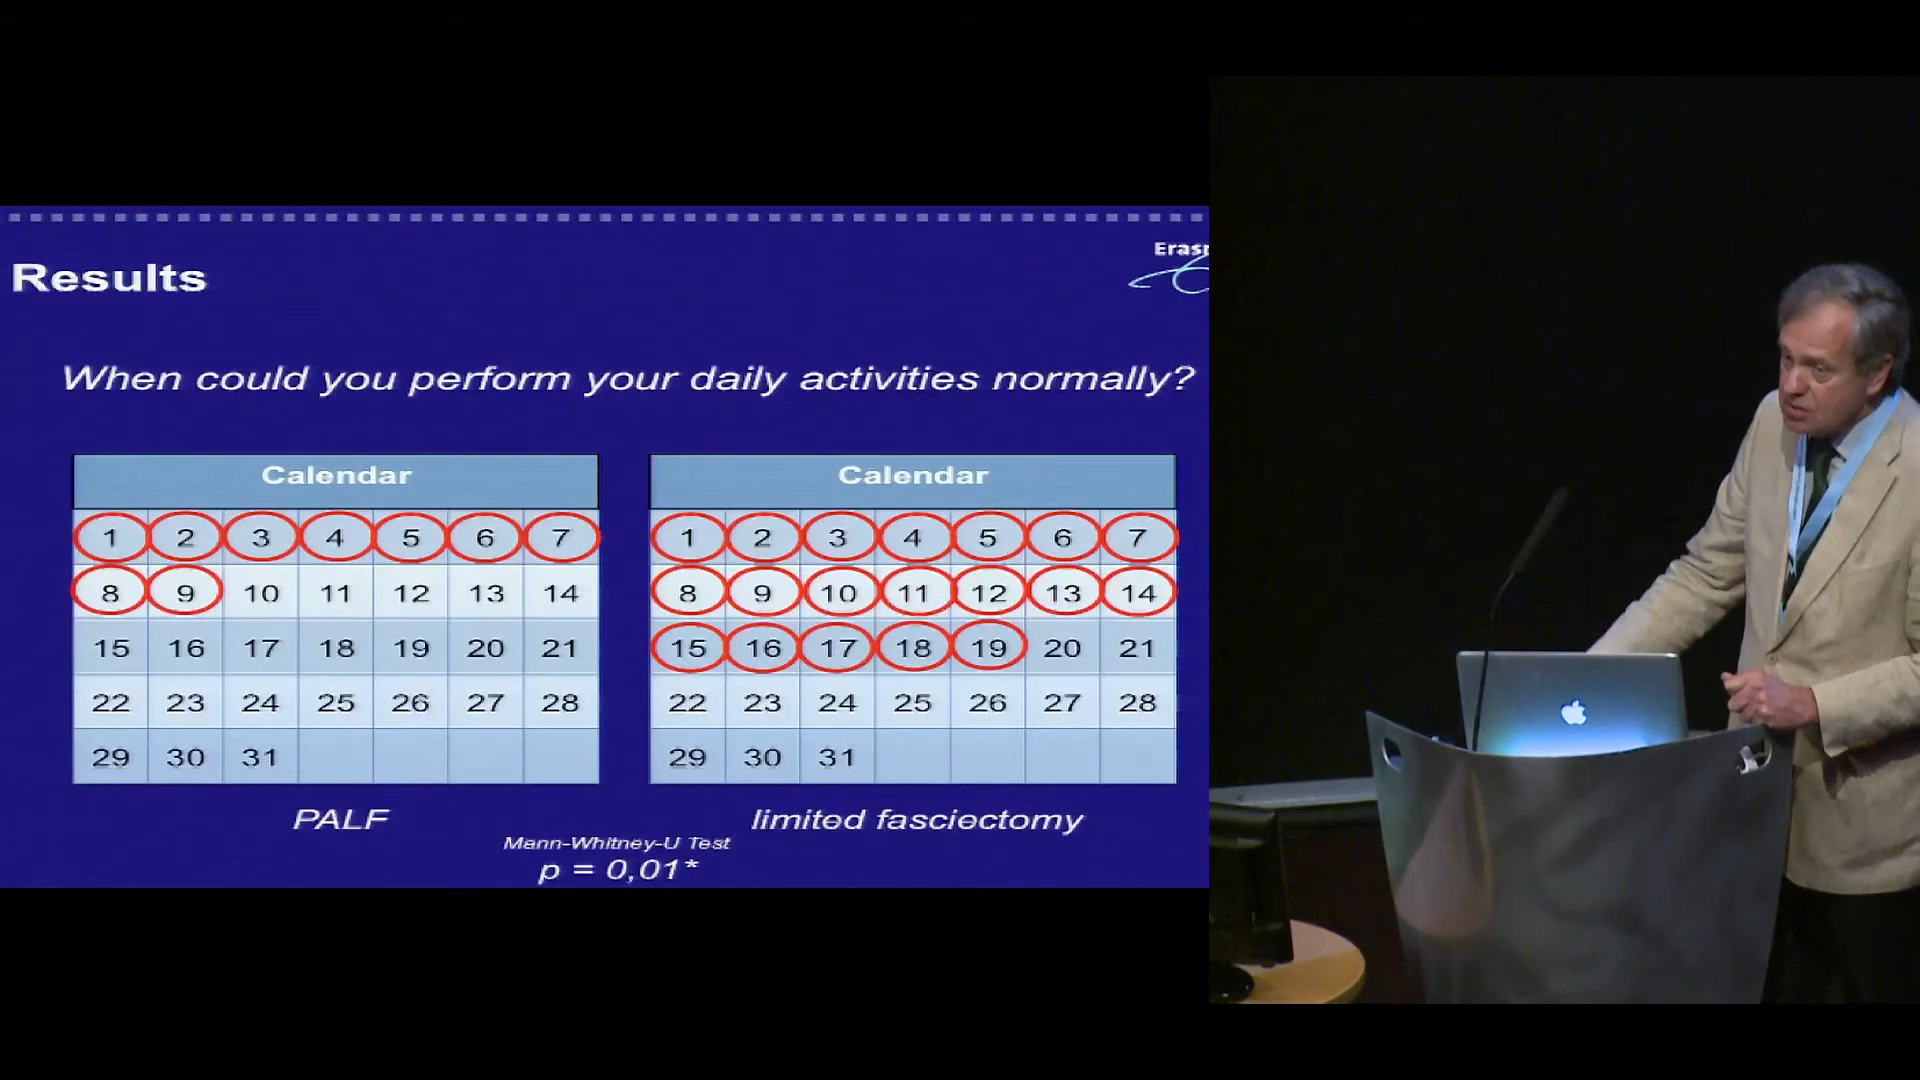 Results
When could you perform your daily activities normally?
Calendar
1 2 3 4 5 6 7
8 9 10 11 12 13 14
15 16 17 18 19 20 21
22 23 24 25 26 27 28
29 30 31
PALF
Calendar
1 2 3 4 5 6 7
8 9 10 11 12 13 14
15 16 17 18 19 20 21
22 23 24 25 26 27 28
29 30 31
limited fasciectomy
Mann-Whitney-U Test
p = 0,01*